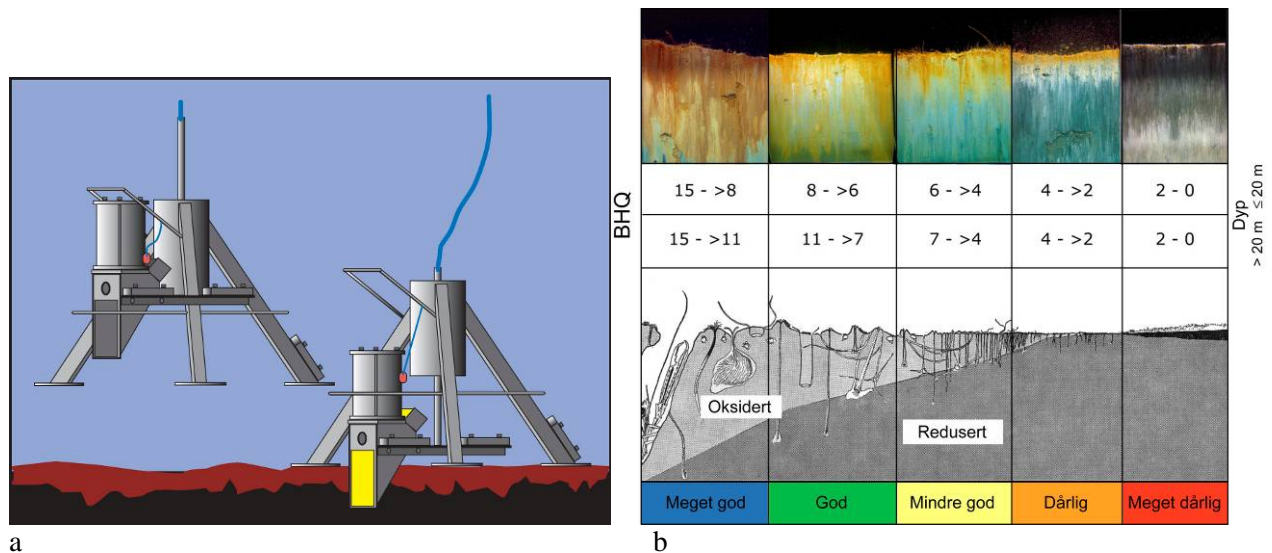 BHQ
15 - >8
8 - >6
6 - >4
4 - >2
2 - 0
15 - >11
11 - >7
7 - >4
4 - >2
2 - 0
Dyp
> 20 m ≤ 20 m
Oksidert
Redusert
Meget god
God
Mindre god
Dårlig
Meget dårlig
a
b